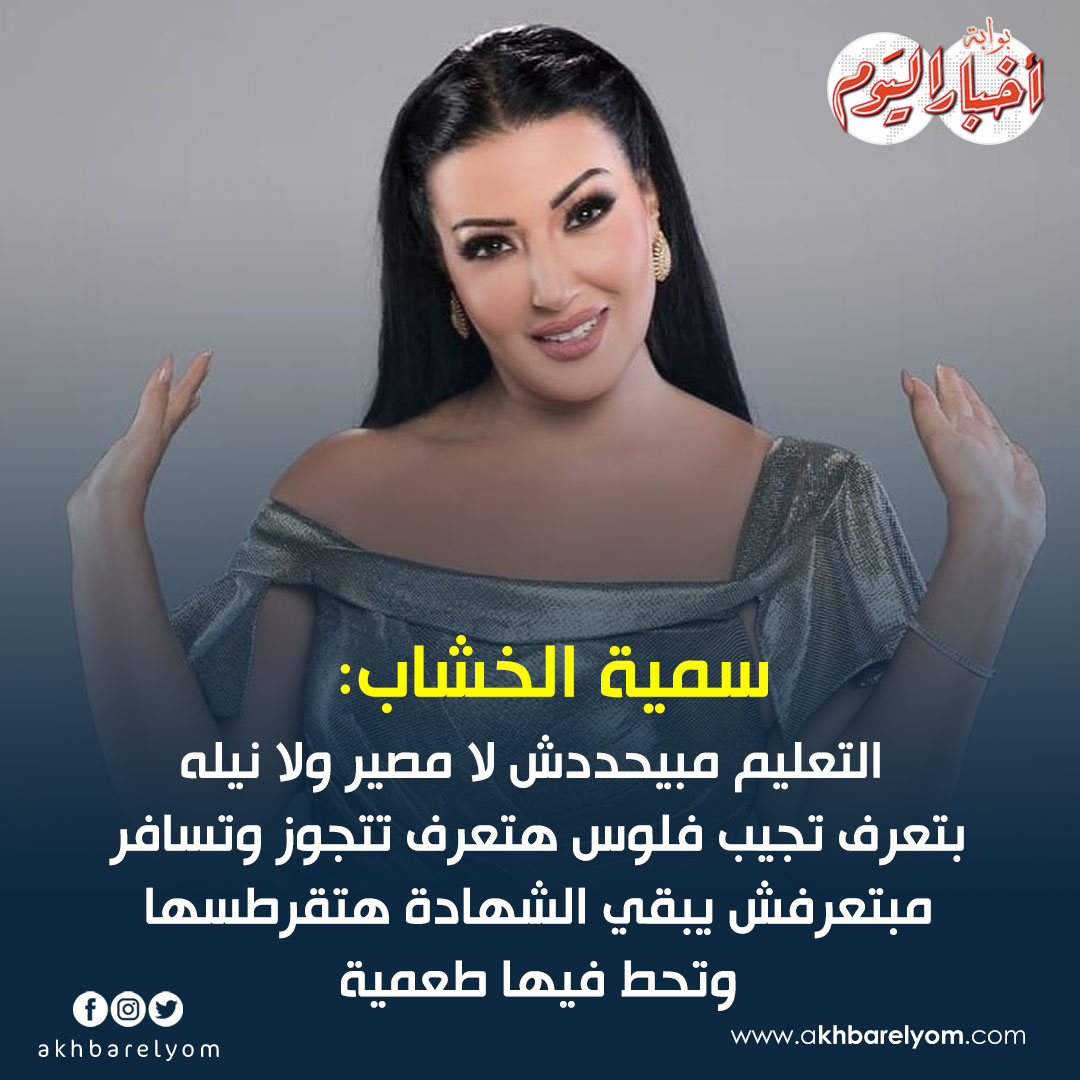 بوابة
أخبار اليوم
سمية الخشاب:
التعليم مبيحددش لا مصير ولا نيله
بتعرف تجيب فلوس هتعرف تتجوز وتسافر
مبتعرفش يبقي الشهادة هتقرطسها
وتحط فيها طعمية
akhbarelyom
www.akhbarelyom.com